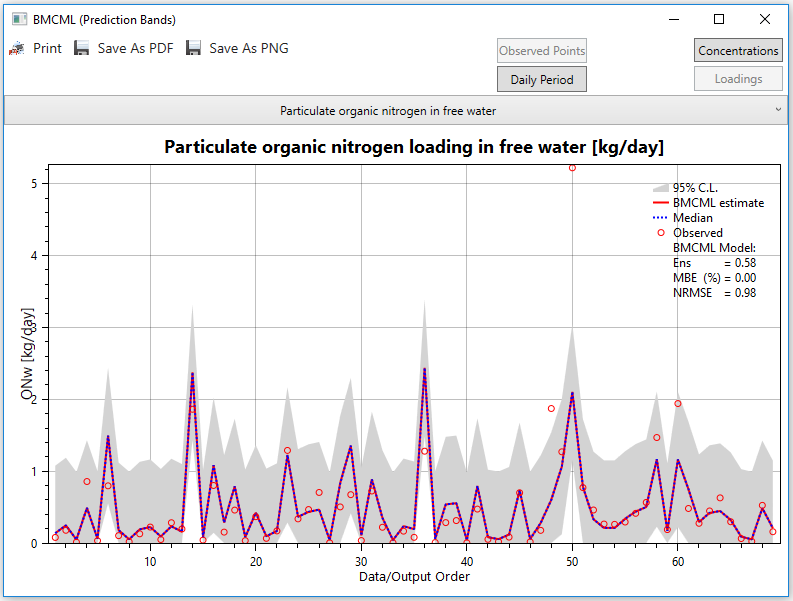 BMCML (Prediction Bands)
Print Save As PDF Save As PNG
Observed Points
Daily Period
Concentrations
Loadings
Particulate organic nitrogen in free water
Particulate organic nitrogen loading in free water [kg/day]
95% C.L.
BMCML estimate
Median
Observed
BMCML Model:
Ens = 0.58
MBE (%) = 0.00
NRMSE = 0.98
ONw [kg/day]
5
4
3
2
1
0
10 20 30 40 50 60
Data/Output Order